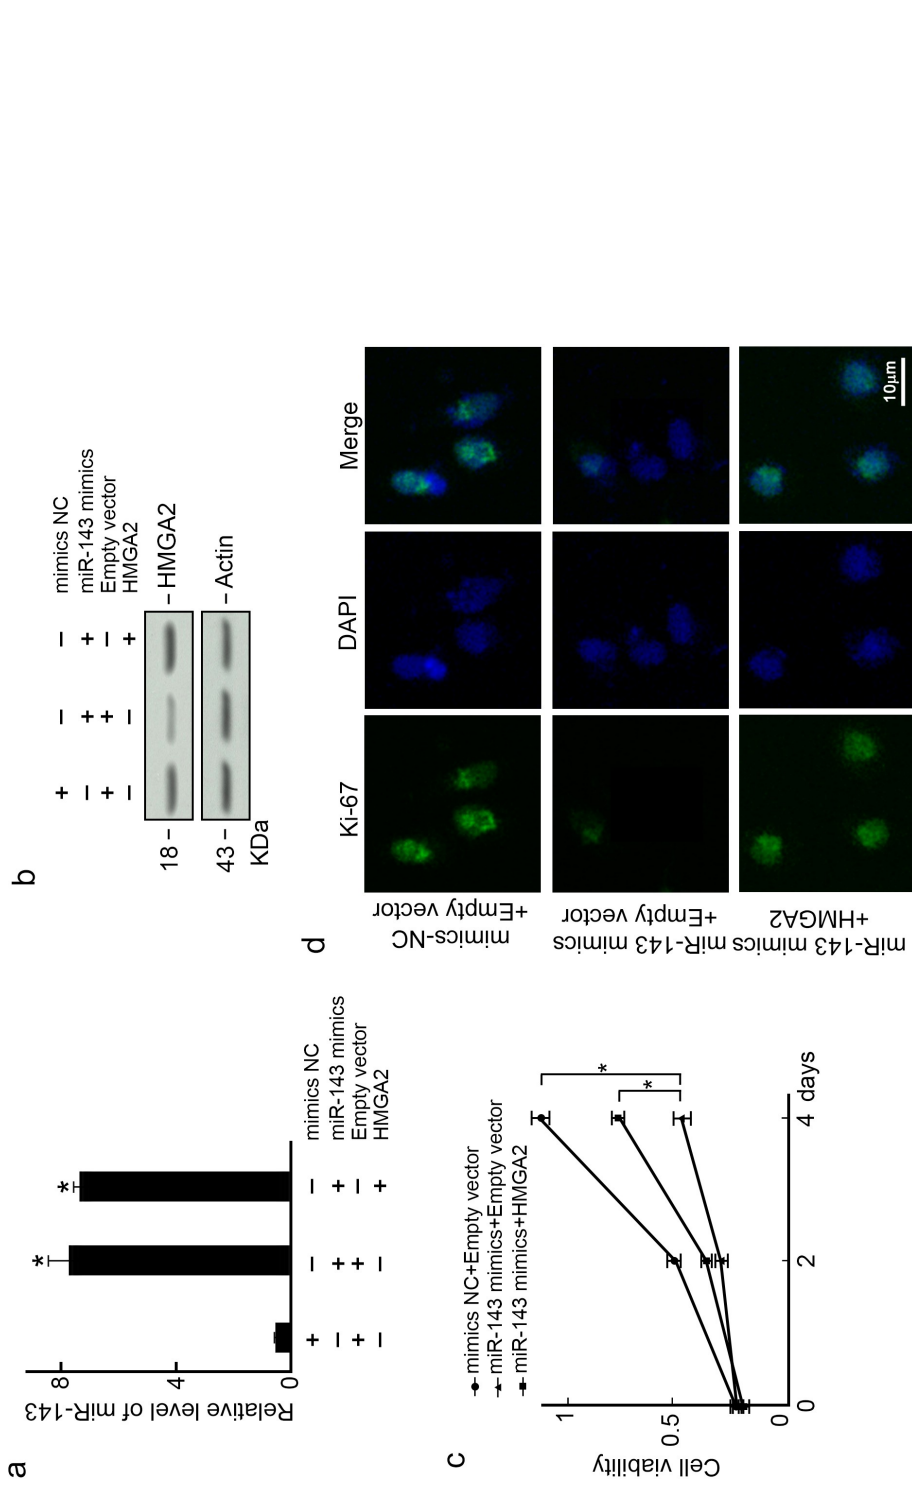 a
Relative level of miR-143
8
4
0
*
*
+ − − mimics NC
− + + miR-143 mimics
+ + − Empty vector
− − + HMGA2
b
+ − − mimics NC
− + + miR-143 mimics
+ + − Empty vector
− − + HMGA2
18 – – HMGA2
43 – – Actin
KDa
c
mimics NC+Empty vector
miR-143 mimics+Empty vector
miR-143 mimics+HMGA2
Cell viability
1
0.5
0
0 2 4 days
*
*
d
Ki-67 DAPI Merge
mimics-NC
+Empty vector
miR-143 mimics
+Empty vector
miR-143 mimics
+HMGA2
10μm